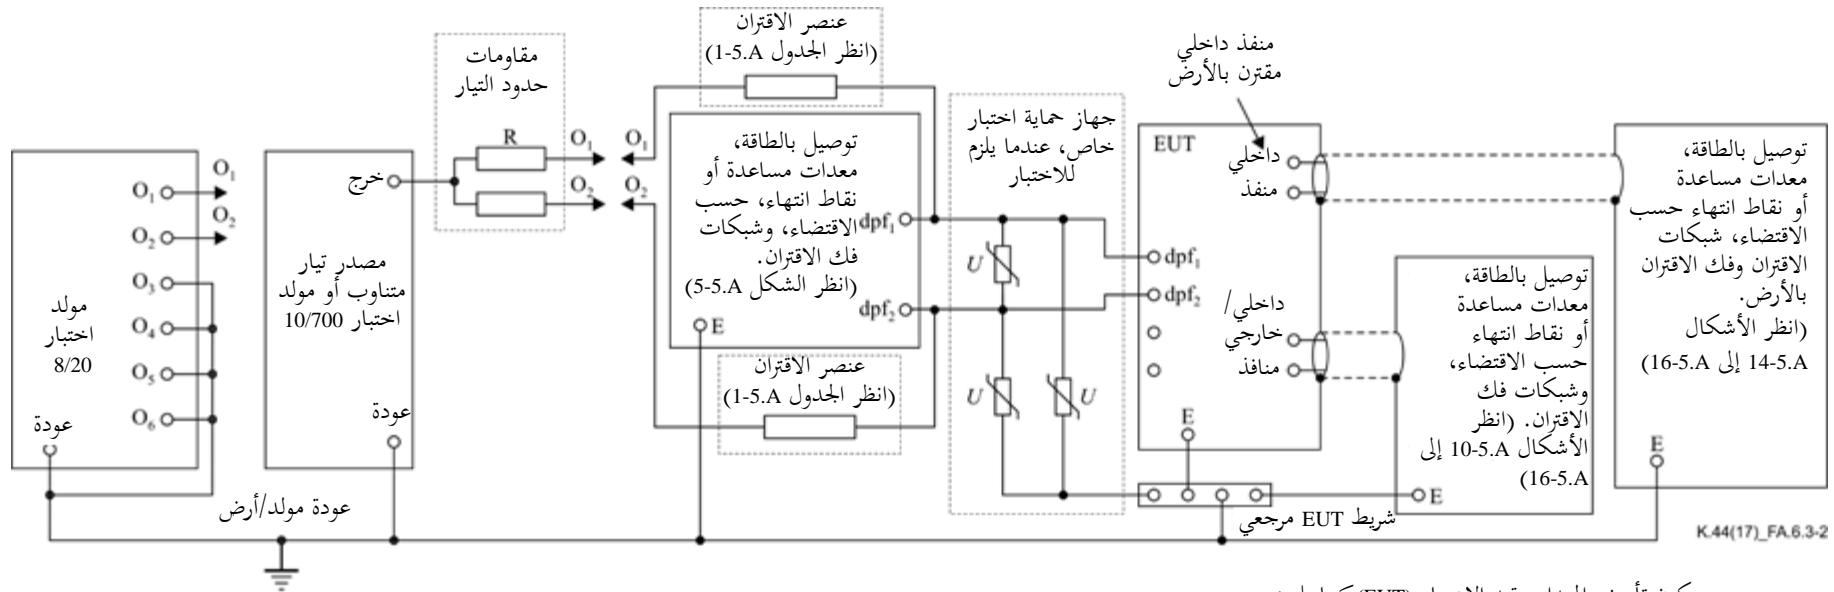 عنصر الاقتران
(انظر الجدول 1-5.A)
مقاومات
حدود التيار
R
O1
O2
O1
O2
O1
O2
O1
O2
O3
O4
O5
O6
مولد
اختبار
8/20
عودة
خرج
مصدر تيار
متناوب أو مولد
اختبار 10/700
عودة
عودة مولد/أرض
توصيل بالطاقة،
معدات مساعدة أو
نقاط انتهاء، حسب
الاقتضاء، وشبكات
فك الاقتران.
(انظر الشكل 5-5.A)
dpf1
dpf2
E
عنصر الاقتران
(انظر الجدول 1-5.A)
جهاز حماية اختبار
خاص، عندما يلزم
للاختبار
U
U
U
منفذ داخلي
مقترن بالأرض
EUT
داخلي
منفذ
dpf1
dpf2
داخلي/
خارجي
منافذ
E
شريط EUT مرجعي
توصيل بالطاقة،
معدات مساعدة
أو نقاط انتهاء
حسب الاقتضاء،
وشبكات فك
الاقتران. (انظر
الأشكال 10-5.A إلى
16-5.A)
E
توصيل بالطاقة،
معدات مساعدة
أو نقاط انتهاء حسب
الاقتضاء، شبكات
الاقتران وفك الاقتران
بالأرض.
(انظر الأشكال
14-5.A إلى 16-5.A)
E
K.44(17)_FA.6.3-2